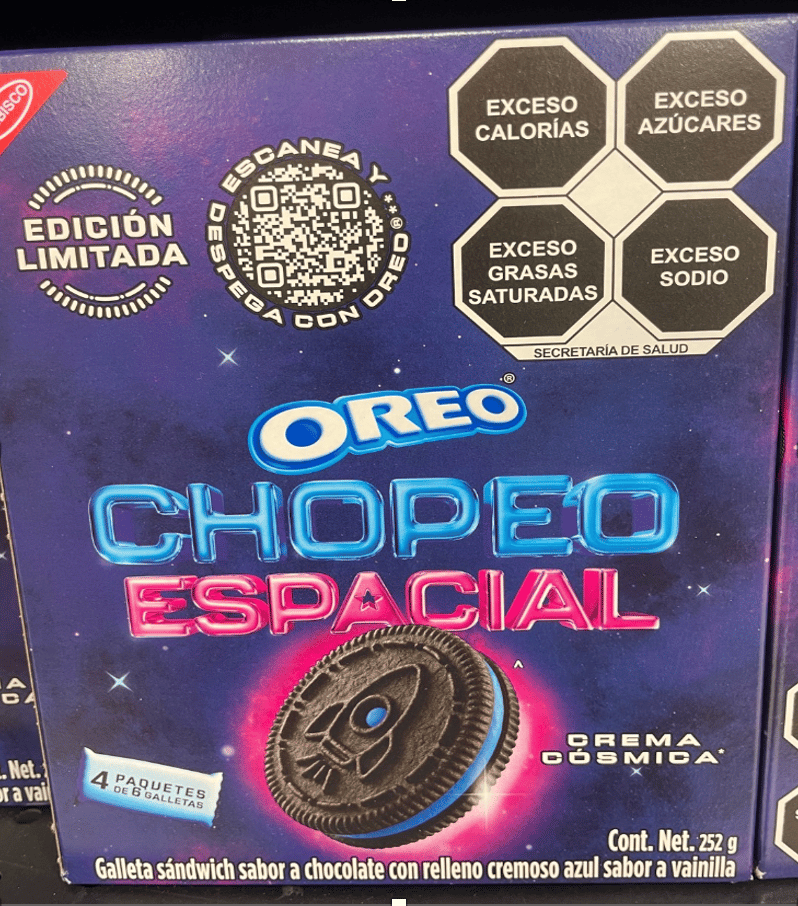 EDICIÓN
LIMITADA
ESCANEA Y
DESPEGA CON OREO®**
EXCESO
CALORÍAS
EXCESO
AZÚCARES
EXCESO
GRASAS
SATURADAS
EXCESO
SODIO
SECRETARÍA DE SALUD
OREO®
CHOPEO
ESPACIAL
CREMA
CÓSMICA*
4 PAQUETES
DE 6 GALLETAS
Cont. Net. 252 g
Galleta sándwich sabor a chocolate con relleno cremoso azul sabor a vainilla
. Net.